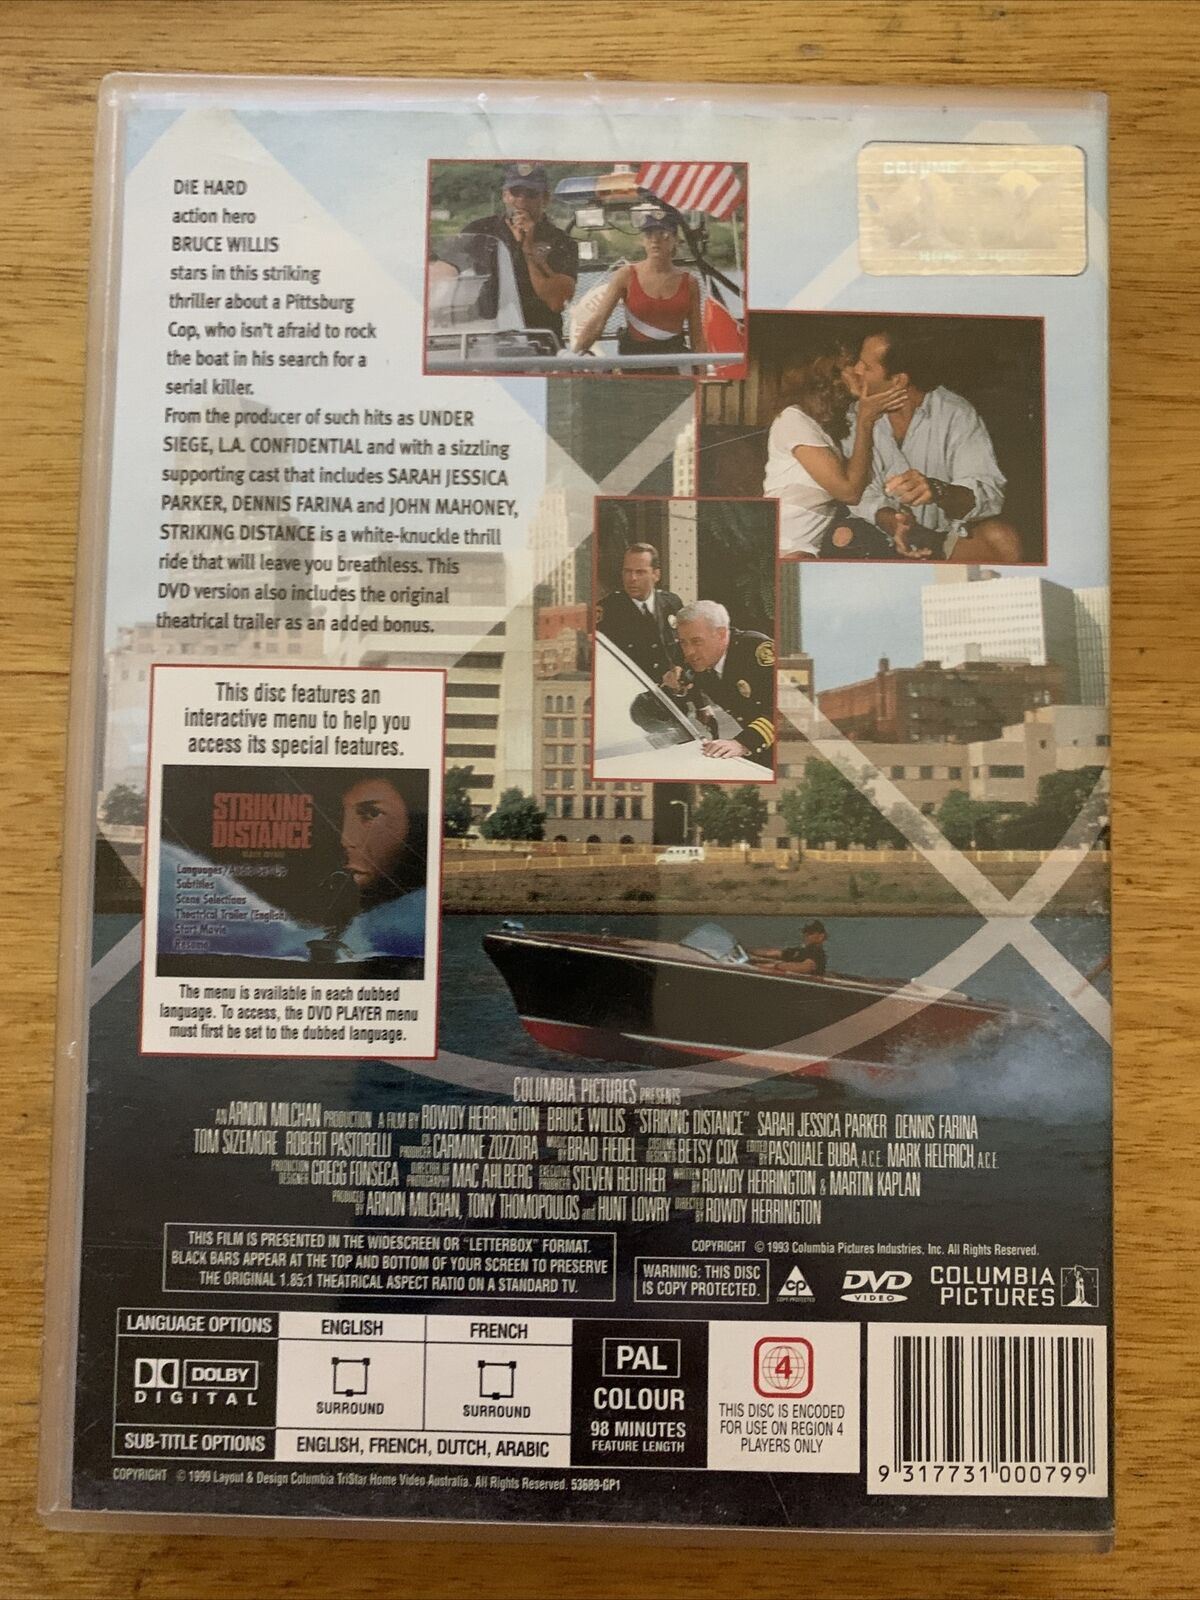 DIE HARD
action hero
BRUCE WILLIS
stars in this striking
thriller about a Pittsburg
Cop, who isn't afraid to rock
the boat in his search for a
serial killer.
From the producer of such hits as UNDER
SIEGE, L.A. CONFIDENTIAL and with a sizzling
supporting cast that includes SARAH JESSICA
PARKER, DENNIS FARINA and JOHN MAHONEY,
STRIKING DISTANCE is a white-knuckle thrill
ride that will leave you breathless. This
DVD version also includes the original
theatrical trailer as an added bonus.
HOME VIDEO
This disc features an
interactive menu to help you
access its special features.
STRIKING
DISTANCE
Languages/Audio Set Up
Subtitles
Scene Selections
Theatrical Trailer (English)
Start Movie
Resume
The menu is available in each dubbed
language. To access, the DVD PLAYER menu
must first be set to the dubbed language.
COLUMBIA PICTURES PRESENTS
AN ARNON MILCHAN PRODUCTION A FILM BY ROWDY HERRINGTON BRUCE WILLIS "STRIKING DISTANCE" SARAH JESSICA PARKER DENNIS FARINA
TOM SIZEMORE ROBERT PASTORELLI CO PRODUCER CARMINE ZOZZORA MUSIC BY BRAD FIEDEL COSTUME DESIGNER BETSY COX EDITED BY PASQUALE BUBA, A.C.E. MARK HELFRICH, A.C.E.
PRODUCTION DESIGNER GREGG FONSECA DIRECTOR OF PHOTOGRAPHY MAC AHLBERG EXECUTIVE PRODUCER STEVEN REUTHER WRITTEN BY ROWDY HERRINGTON & MARTIN KAPLAN
PRODUCED BY ARNON MILCHAN, TONY THOMOPOULOS and HUNT LOWRY DIRECTED BY ROWDY HERRINGTON
THIS FILM IS PRESENTED IN THE WIDESCREEN OR "LETTERBOX" FORMAT.
BLACK BARS APPEAR AT THE TOP AND BOTTOM OF YOUR SCREEN TO PRESERVE
THE ORIGINAL 1.85:1 THEATRICAL ASPECT RATIO ON A STANDARD TV.
COPYRIGHT © 1993 Columbia Pictures Industries, Inc. All Rights Reserved.
WARNING: THIS DISC
IS COPY PROTECTED.
CP
COPY PROTECTED
DVD
VIDEO
COLUMBIA
PICTURES
LANGUAGE OPTIONS
ENGLISH
FRENCH
DOLBY
DIGITAL
SURROUND
SURROUND
SUB-TITLE OPTIONS
ENGLISH, FRENCH, DUTCH, ARABIC
PAL
COLOUR
98 MINUTES
FEATURE LENGTH
4
THIS DISC IS ENCODED
FOR USE ON REGION 4
PLAYERS ONLY
9 317731 000799
COPYRIGHT © 1999 Layout & Design Columbia TriStar Home Video Australia. All Rights Reserved. 53689-GP1